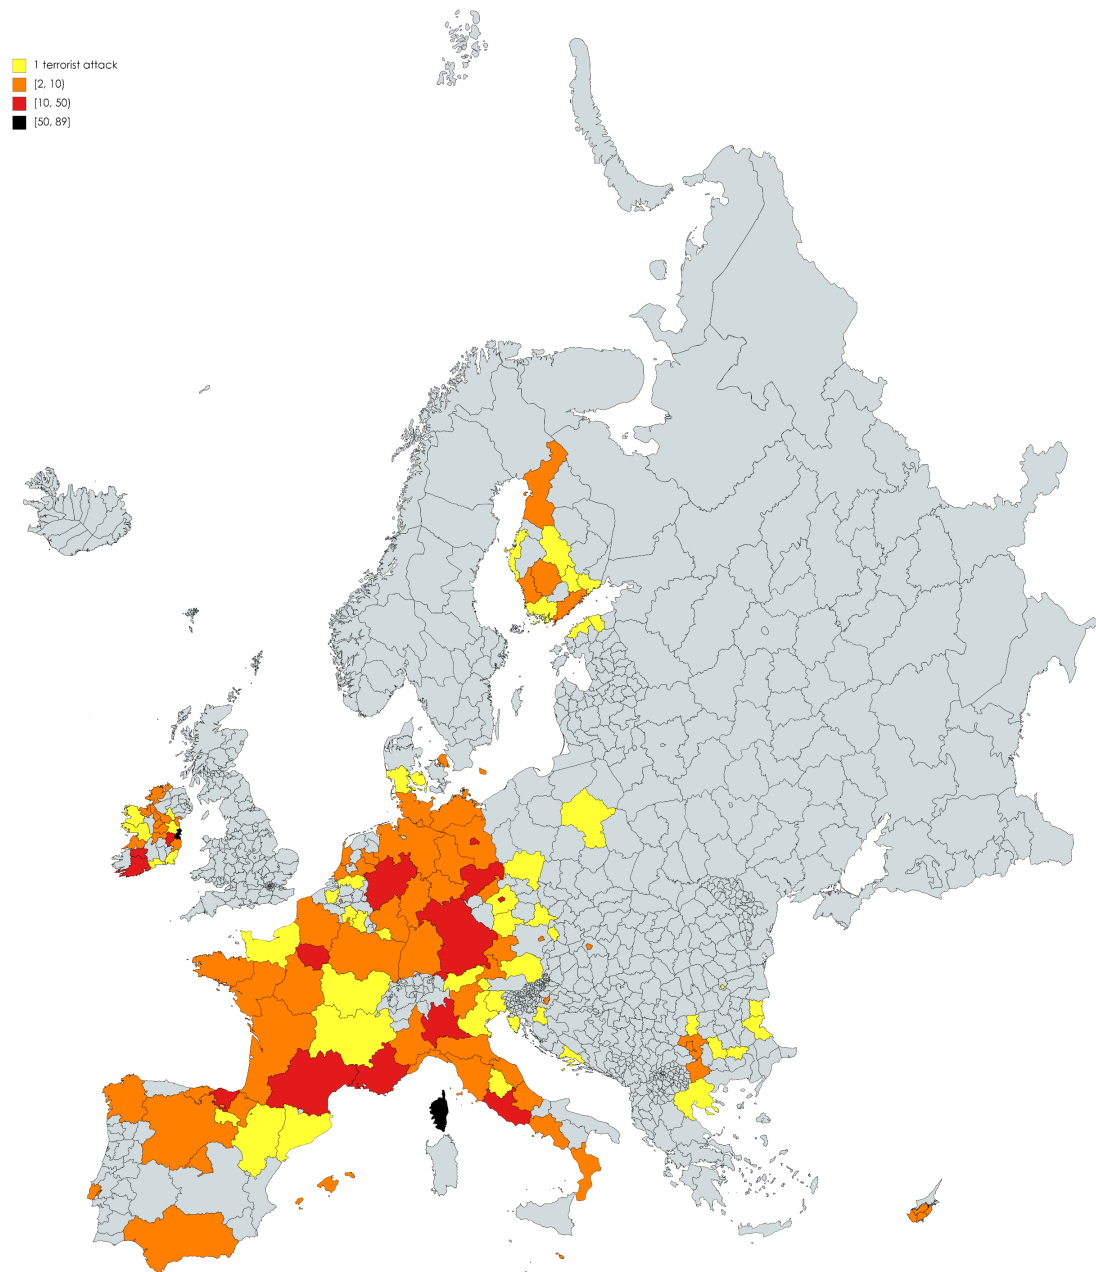 1 terrorist attack
[2, 10)
[10, 50)
[50, 89]